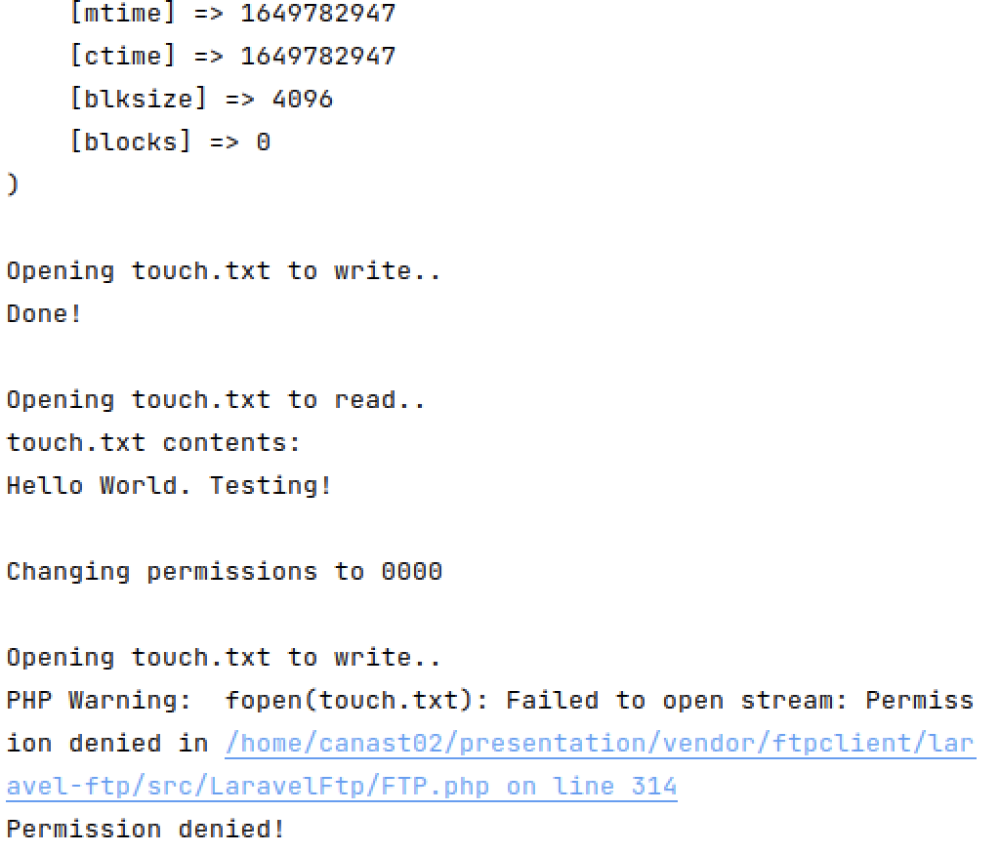 [mtime] => 1649782947
[ctime] => 1649782947
[blksize] => 4096
[blocks] => 0
)
Opening touch.txt to write..
Done!
Opening touch.txt to read..
touch.txt contents:
Hello World. Testing!
Changing permissions to 0000
Opening touch.txt to write..
PHP Warning:  fopen(touch.txt): Failed to open stream: Permiss
ion denied in /home/canast02/presentation/vendor/ftpclient/lar
avel-ftp/src/LaravelFtp/FTP.php on line 314
Permission denied!